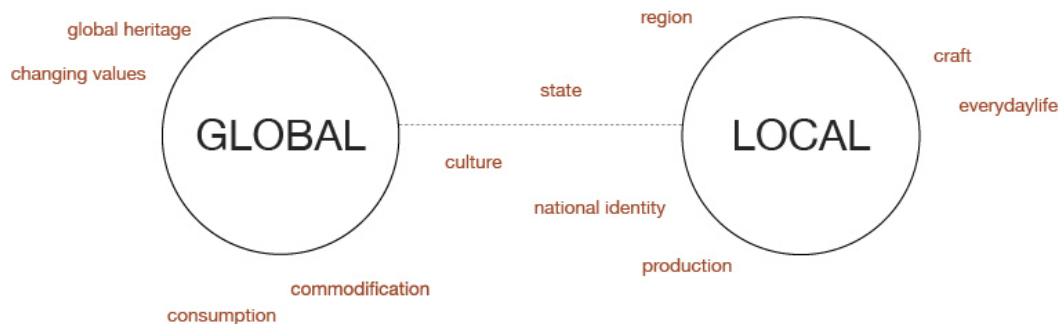 region
global heritage
craft
changing values
state
everydaylife
GLOBAL
LOCAL
culture
national identity
production
commodification
consumption